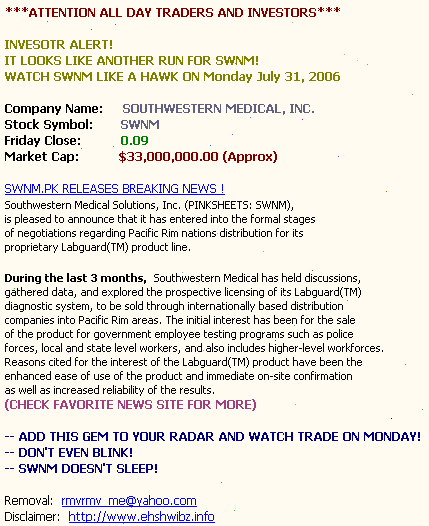 ***ATTENTION ALL DAY TRADERS AND INVESTORS***
INVESOTR ALERT!
IT LOOKS LIKE ANOTHER RUN FOR SWNM!
WATCH SWNM LIKE A HAWK ON Monday July 31, 2006
Company Name: SOUTHWESTERN MEDICAL, INC.
Stock Symbol: SWNM
Friday Close: 0.09
Market Cap: $33,000,000.00 (Approx)
SWNM.PK RELEASES BREAKING NEWS !
Southwestern Medical Solutions, Inc. (PINKSHEETS: SWNM),
is pleased to announce that it has entered into the formal stages
of negotiations regarding Pacific Rim nations distribution for its
proprietary Labguard(TM) product line.
During the last 3 months, Southwestern Medical has held discussions,
gathered data, and explored the prospective licensing of its Labguard(TM)
diagnostic system, to be sold through internationally based distribution
companies into Pacific Rim areas. The initial interest has been for the sale
of the product for government employee testing programs such as police
forces, local and state level workers, and also includes higher-level workforces.
Reasons cited for the interest of the Labguard(TM) product have been the
enhanced ease of use of the product and immediate on-site confirmation
as well as increased reliability of the results.
(CHECK FAVORITE NEWS SITE FOR MORE)
-- ADD THIS GEM TO YOUR RADAR AND WATCH TRADE ON MONDAY!
-- DON'T EVEN BLINK!
-- SWNM DOESN'T SLEEP!
Removal: rmvrmv_me@yahoo.com
Disclaimer: http://www.ehshwibz.info